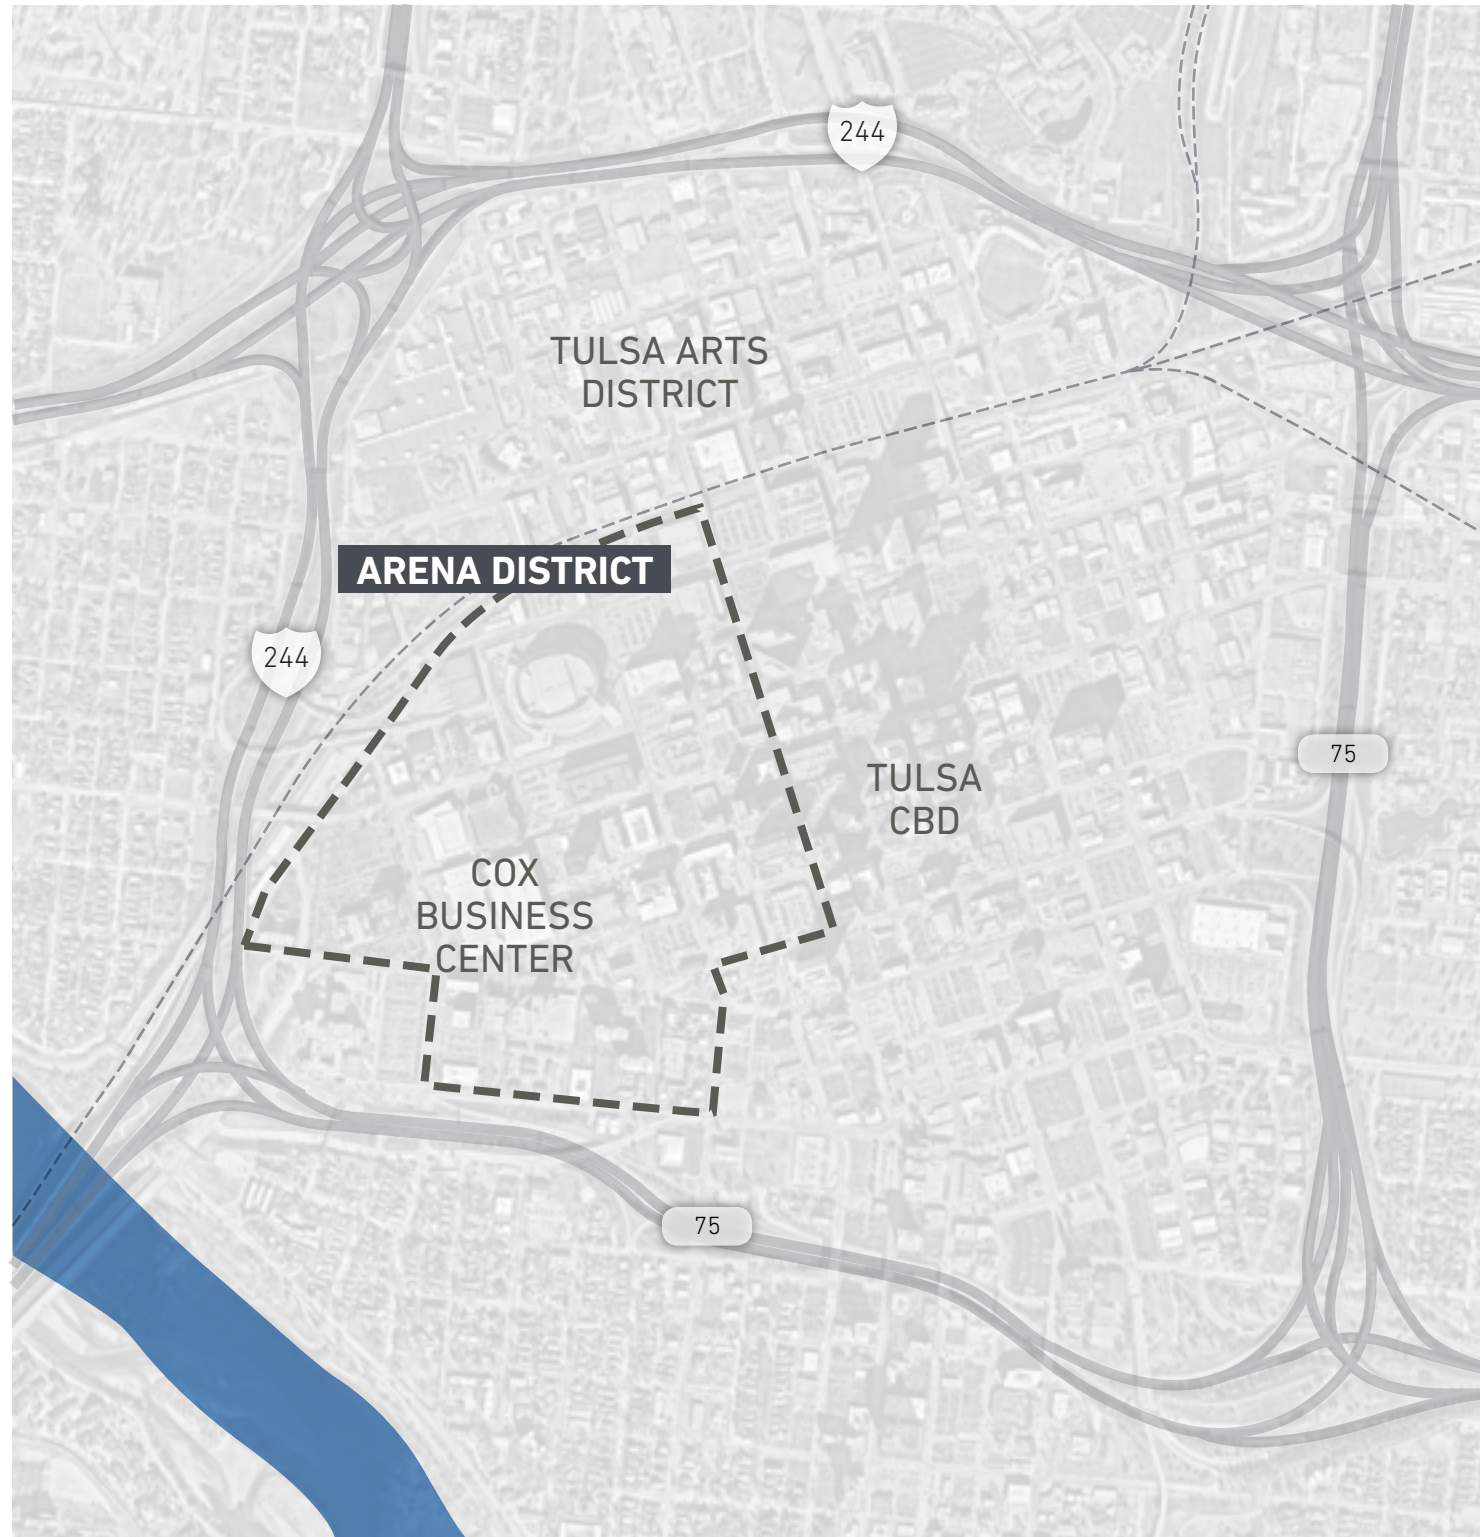 244
TULSA ARTS
DISTRICT
ARENA DISTRICT
244
75
TULSA
CBD
COX
BUSINESS
CENTER
75